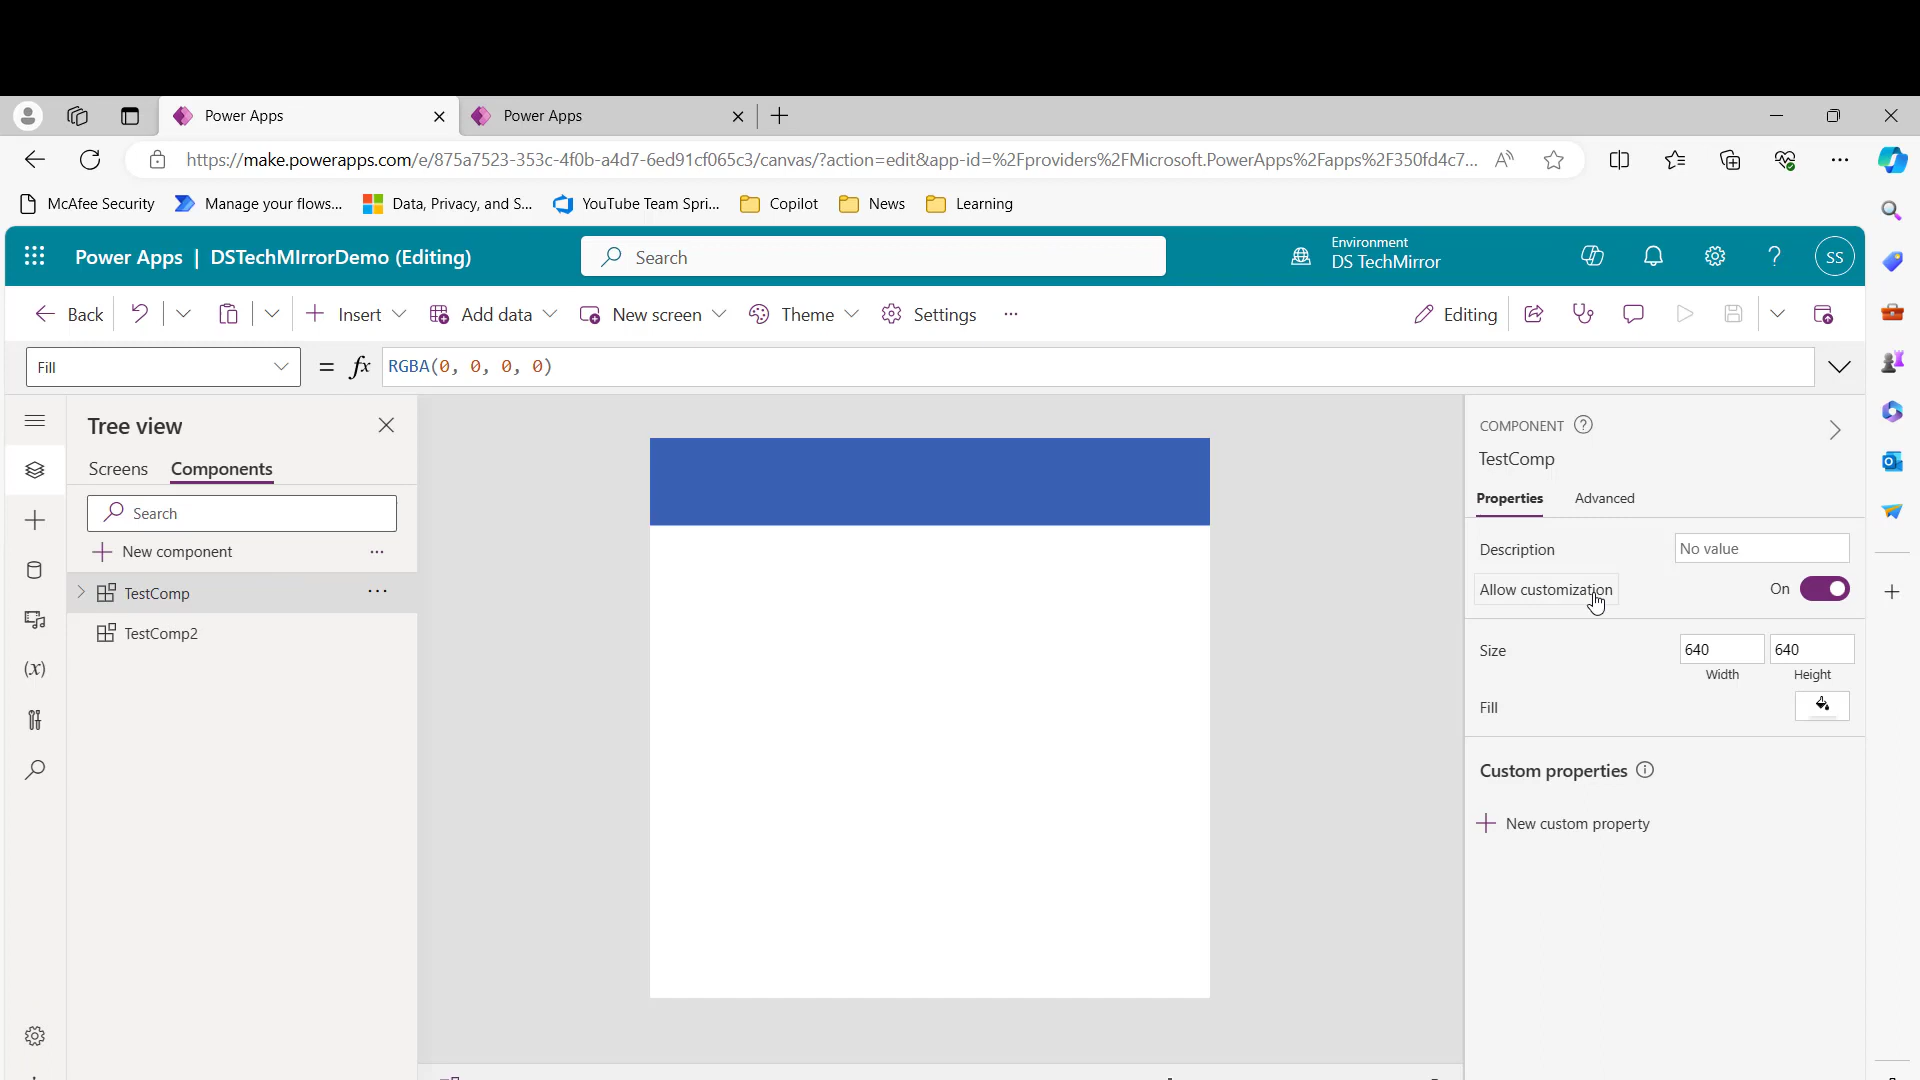 Power Apps
Power Apps
https://make.powerapps.com/e/875a7523-353c-4f0b-a4d7-6ed91cf065c3/canvas/?action=edit&app-id=%2Fproviders%2FMicrosoft.PowerApps%2Fapps%2F350fd4c7...
McAfee Security
Manage your flows...
Data, Privacy, and S...
YouTube Team Spri...
Copilot
News
Learning
Power Apps | DSTechMIrrorDemo (Editing)
Search
Environment
DS TechMirror
SS
Back
Insert
Add data
New screen
Theme
Settings
Editing
Fill
= fx
RGBA(0, 0, 0, 0)
Tree view
Screens
Components
Search
New component
TestComp
TestComp2
COMPONENT
TestComp
Properties
Advanced
Description
No value
Allow customization
On
Size
640
640
Width
Height
Fill
Custom properties
New custom property